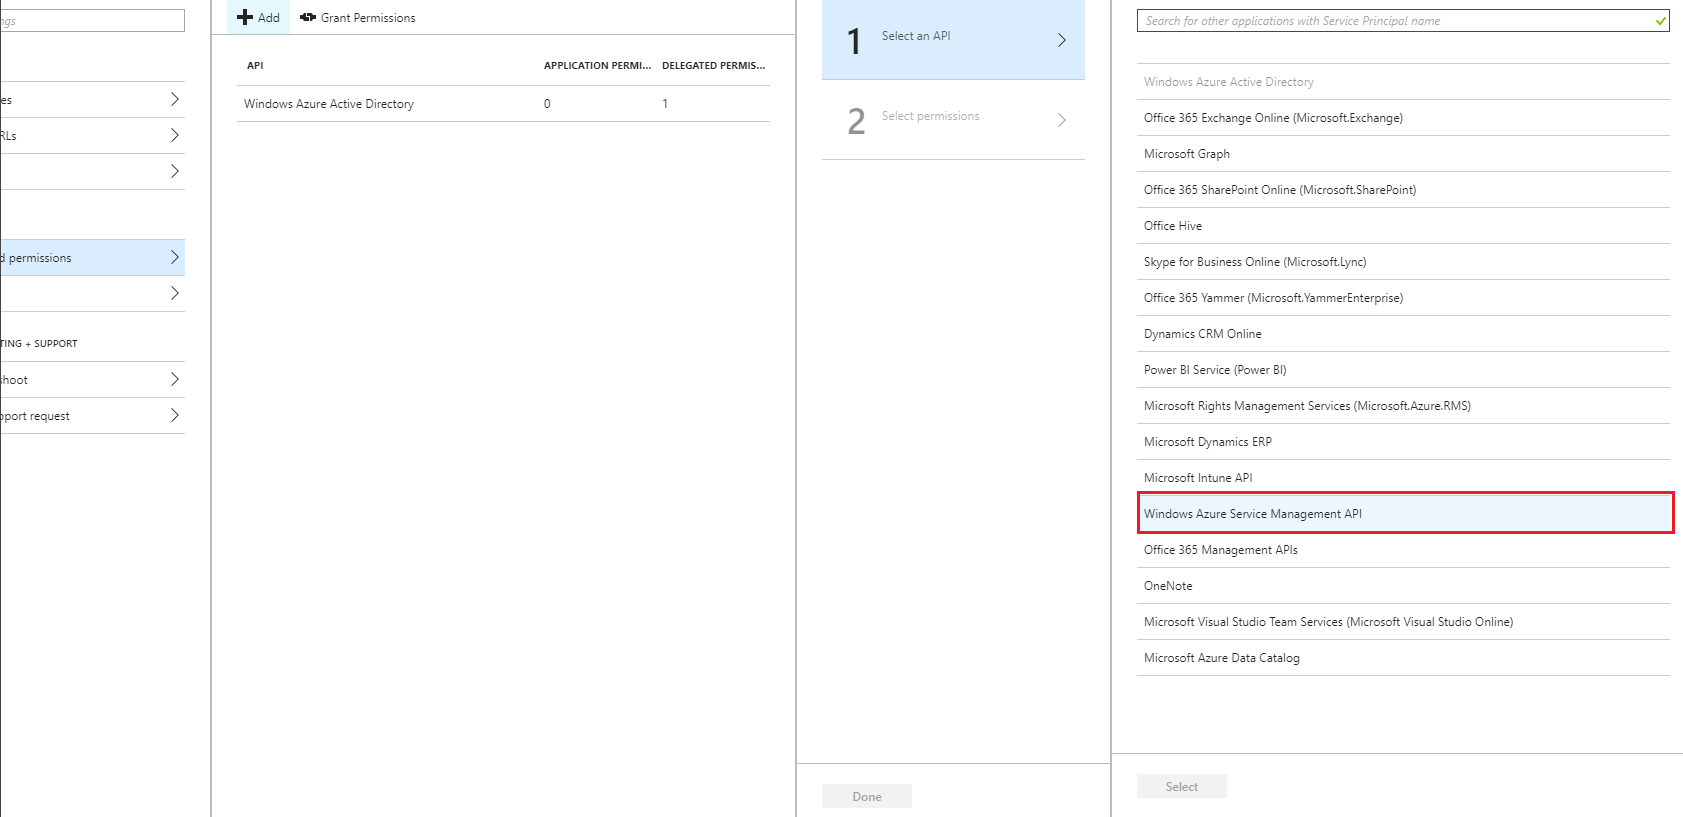 ngs
es
RLs
d permissions
TING + SUPPORT
shoot
pport request
Add
Grant Permissions
API APPLICATION PERMI... DELEGATED PERMIS...
Windows Azure Active Directory 0 1
1 Select an API
2 Select permissions
Done
Search for other applications with Service Principal name
Windows Azure Active Directory
Office 365 Exchange Online (Microsoft.Exchange)
Microsoft Graph
Office 365 SharePoint Online (Microsoft.SharePoint)
Office Hive
Skype for Business Online (Microsoft.Lync)
Office 365 Yammer (Microsoft.YammerEnterprise)
Dynamics CRM Online
Power BI Service (Power BI)
Microsoft Rights Management Services (Microsoft.Azure.RMS)
Microsoft Dynamics ERP
Microsoft Intune API
Windows Azure Service Management API
Office 365 Management APIs
OneNote
Microsoft Visual Studio Team Services (Microsoft Visual Studio Online)
Microsoft Azure Data Catalog
Select